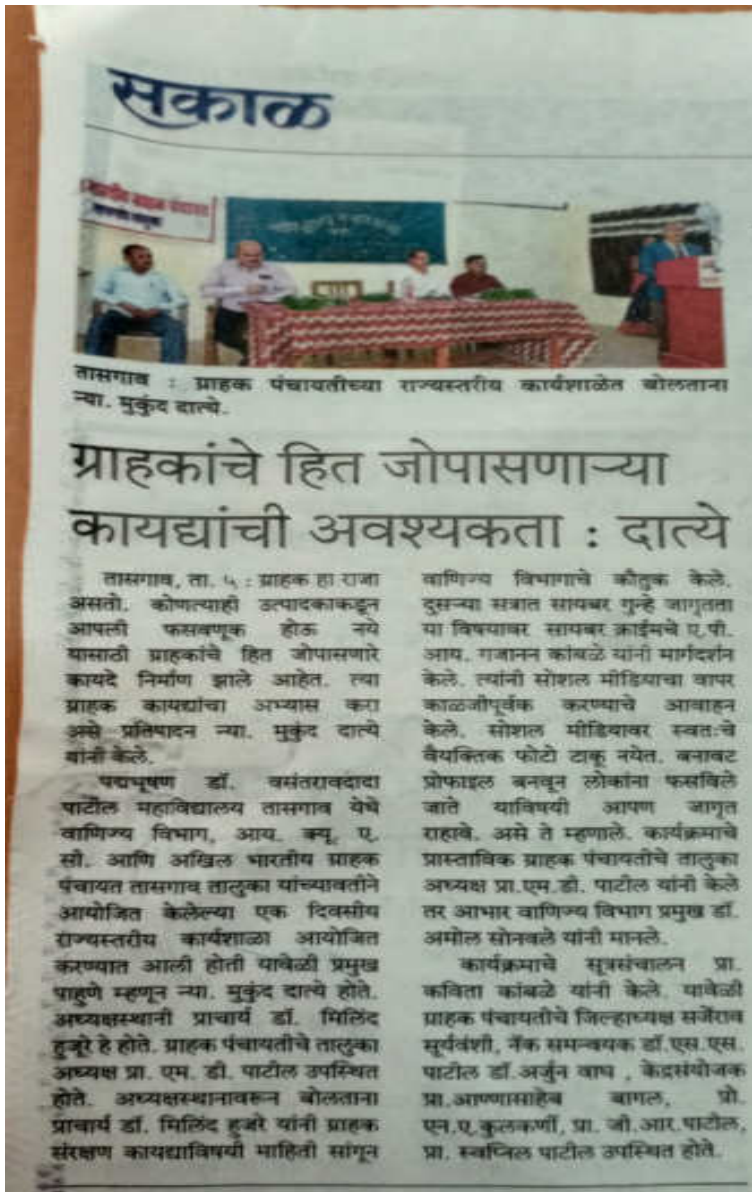 सकाळ
तासगाव : ग्राहक पंचायतीच्या राज्यस्तरीय कार्यशाळेत बोलताना
न्या. मुकुंद दात्ये.
ग्राहकांचे हित जोपासणाऱ्या
कायद्यांची अवश्यकता : दात्ये
तासगाव, ता. ५ : ग्राहक हा राजा
असतो. कोणत्याही उत्पादकाकडून
आपली फसवणूक होऊ नये
यासाठी ग्राहकांचे हित जोपासणारे
कायदे निर्माण झाले आहेत. त्या
ग्राहक कायद्यांचा अभ्यास करा
असे प्रतिपादन न्या. मुकुंद दात्ये
यांनी केले.
पद्मभूषण डॉ. वसंतरावदादा
पाटील महाविद्यालय तासगाव येथे
वाणिज्य विभाग, आय. क्यू. ए.
सी. आणि अखिल भारतीय ग्राहक
पंचायत तासगाव तालुका यांच्यावतीने
आयोजित केलेल्या एक दिवसीय
राज्यस्तरीय कार्यशाळा आयोजित
करण्यात आली होती यावेळी प्रमुख
पाहुणे म्हणून न्या. मुकुंद दात्ये होते.
अध्यक्षस्थानी प्राचार्य डॉ. मिलिंद
हुजरे हे होते. ग्राहक पंचायतीचे तालुका
अध्यक्ष प्रा. एम. डी. पाटील उपस्थित
होते. अध्यक्षस्थानावरून बोलताना
प्राचार्य डॉ. मिलिंद हुजरे यांनी ग्राहक
संरक्षण कायद्याविषयी माहिती सांगून
वाणिज्य विभागाचे कौतुक केले.
दुसऱ्या सत्रात सायबर गुन्हे जागृतता
या विषयावर सायबर क्राईमचे ए.पी.
आय. गजानन कांबळे यांनी मार्गदर्शन
केले. त्यांनी सोशल मीडियाचा वापर
काळजीपूर्वक करण्याचे आवाहन
केले. सोशल मीडियावर स्वतःचे
वैयक्तिक फोटो टाकू नयेत. बनावट
प्रोफाइल बनवून लोकांना फसविले
जाते याविषयी आपण जागृत
राहावे. असे ते म्हणाले. कार्यक्रमाचे
प्रास्ताविक ग्राहक पंचायतीचे तालुका
अध्यक्ष प्रा.एम.डी. पाटील यांनी केले
तर आभार वाणिज्य विभाग प्रमुख डॉ.
अमोल सोनवले यांनी मानले.
कार्यक्रमाचे सूत्रसंचालन प्रा.
कविता कांबळे यांनी केले. यावेळी
ग्राहक पंचायतीचे जिल्हाध्यक्ष सर्जेराव
सूर्यवंशी, नॅक समन्वयक डॉ.एस.एस.
पाटील डॉ.अर्जुन वाघ , केंद्रसंयोजक
प्रा.आण्णासाहेब बागल, प्रो.
एन.ए.कुलकर्णी, प्रा. जी.आर.पाटील,
प्रा. स्वप्निल पाटील उपस्थित होते.